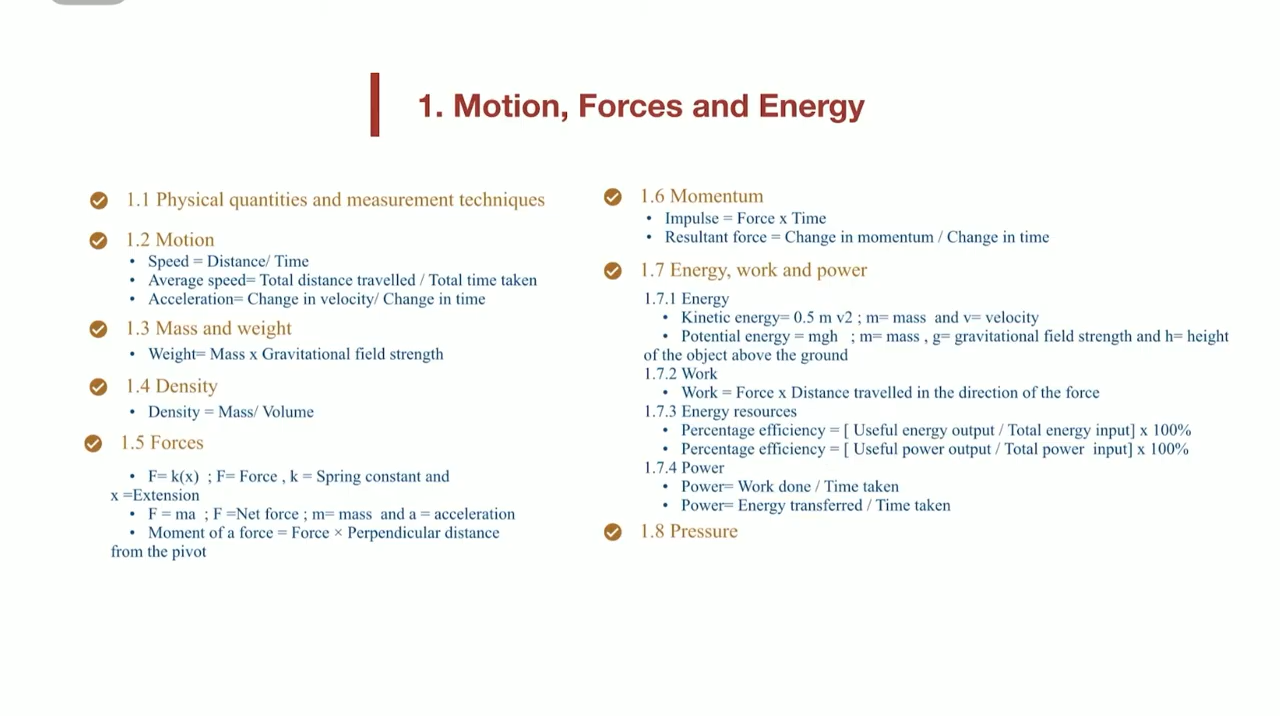 1. Motion, Forces and Energy
1.1 Physical quantities and measurement techniques
1.2 Motion
• Speed = Distance/ Time
• Average speed= Total distance travelled / Total time taken
• Acceleration= Change in velocity/ Change in time
1.3 Mass and weight
• Weight= Mass x Gravitational field strength
1.4 Density
• Density = Mass/ Volume
1.5 Forces
• F= k(x) ; F= Force , k = Spring constant and
x =Extension
• F = ma ; F =Net force ; m= mass and a = acceleration
• Moment of a force = Force × Perpendicular distance
from the pivot
1.6 Momentum
• Impulse = Force x Time
• Resultant force = Change in momentum / Change in time
1.7 Energy, work and power
1.7.1 Energy
• Kinetic energy= 0.5 m v2 ; m= mass and v= velocity
• Potential energy = mgh ; m= mass , g= gravitational field strength and h= height
of the object above the ground
1.7.2 Work
• Work = Force x Distance travelled in the direction of the force
1.7.3 Energy resources
• Percentage efficiency = [ Useful energy output / Total energy input] x 100%
• Percentage efficiency = [ Useful power output / Total power input] x 100%
1.7.4 Power
• Power= Work done / Time taken
• Power= Energy transferred / Time taken
1.8 Pressure